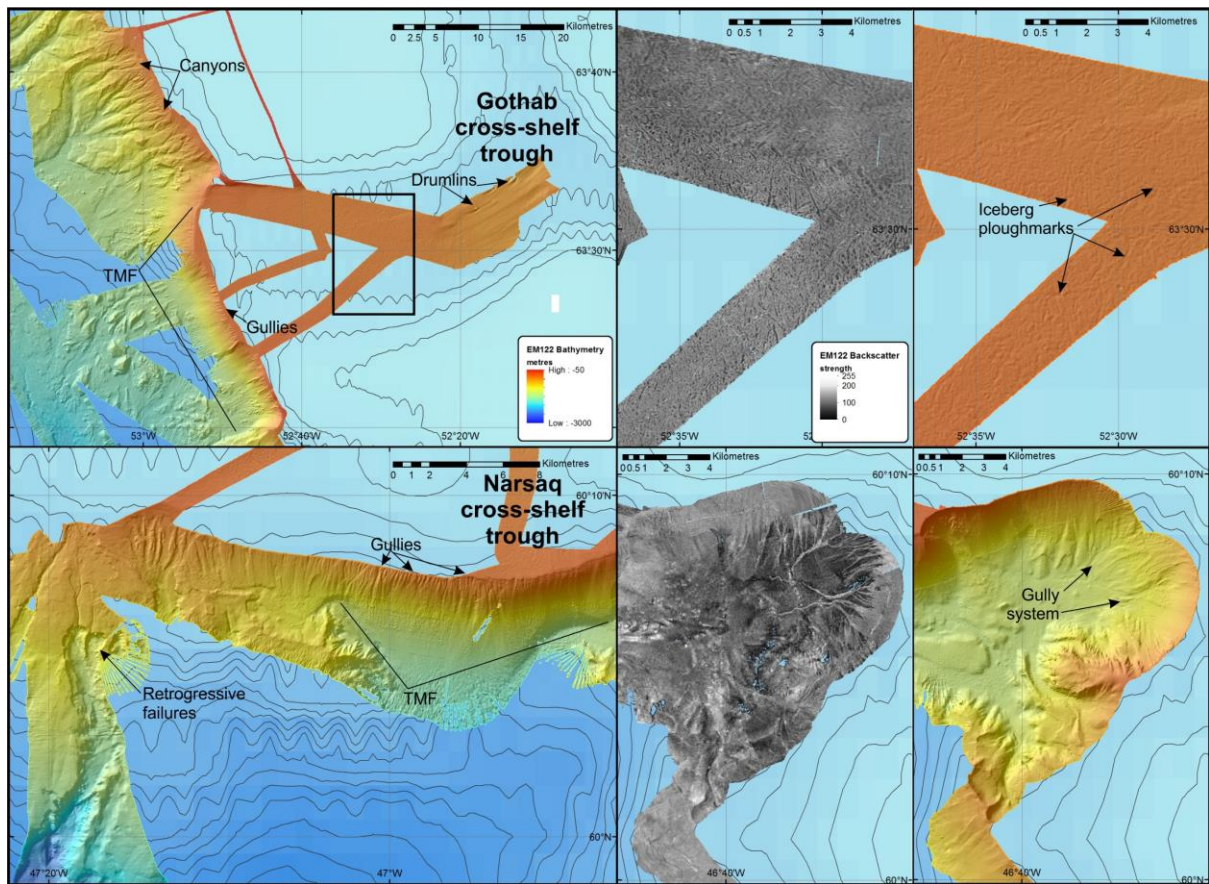 Kilometres
0 2.5 5 10 15 20
Canyons
63°40'N
Gothab
cross-shelf
trough
Drumlins
TMF
63°30'N
Gullies
EM122 Bathymetry
metres
High : -50
Low : -3000
53°W
52°40'W
52°20'W
Kilometres
0 0.5 1 2 3 4
63°30'N
EM122 Backscatter
strength
255
200
100
0
52°35'W
52°30'W
Kilometres
0 0.5 1 2 3 4
Iceberg
ploughmarks
63°30'N
52°35'W
52°30'W
Kilometres
0 0.5 1 2 4 6 8
Narsaq
cross-shelf
trough
60°10'N
Gullies
Retrogressive
failures
TMF
60°N
47°20'W
47°W
Kilometres
0 0.5 1 2 3 4
60°10'N
46°40'W
60°N
Kilometres
0 0.5 1 2 3 4
60°10'N
Gully
system
46°40'W
60°N